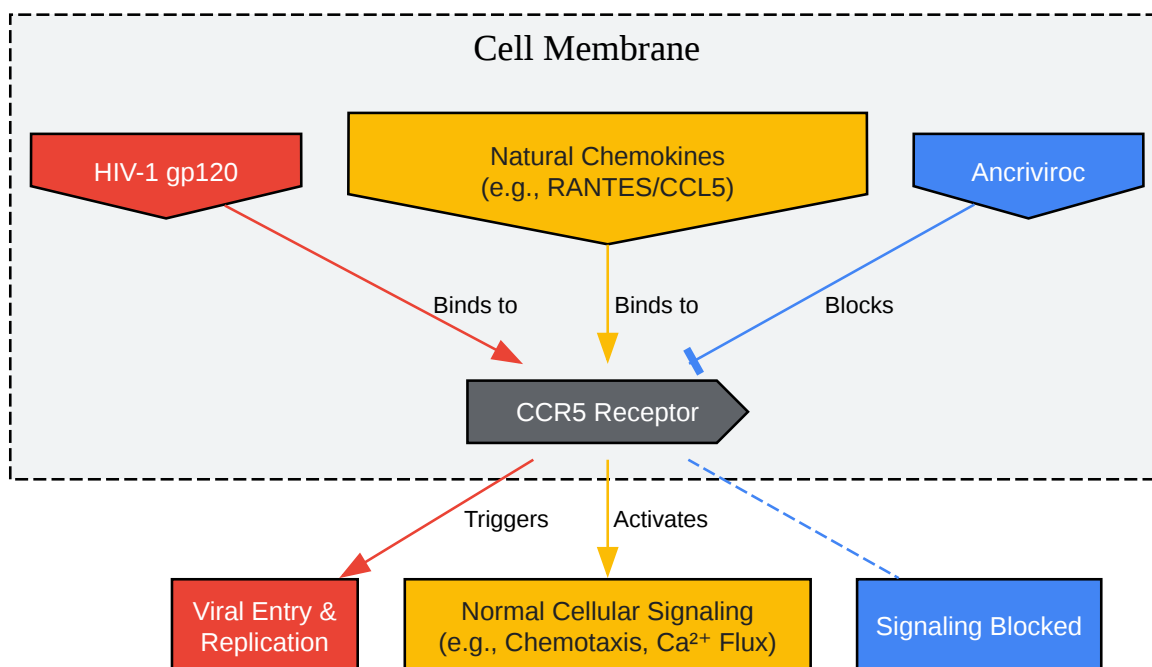 Cell Membrane
HIV-1 gp120
Natural Chemokines
(e.g., RANTES/CCL5)
Ancriviroc
Binds to
Binds to
Blocks
CCR5 Receptor
Triggers
Activates
Viral Entry &
Replication
Normal Cellular Signaling
(e.g., Chemotaxis, Ca²⁺ Flux)
Signaling Blocked